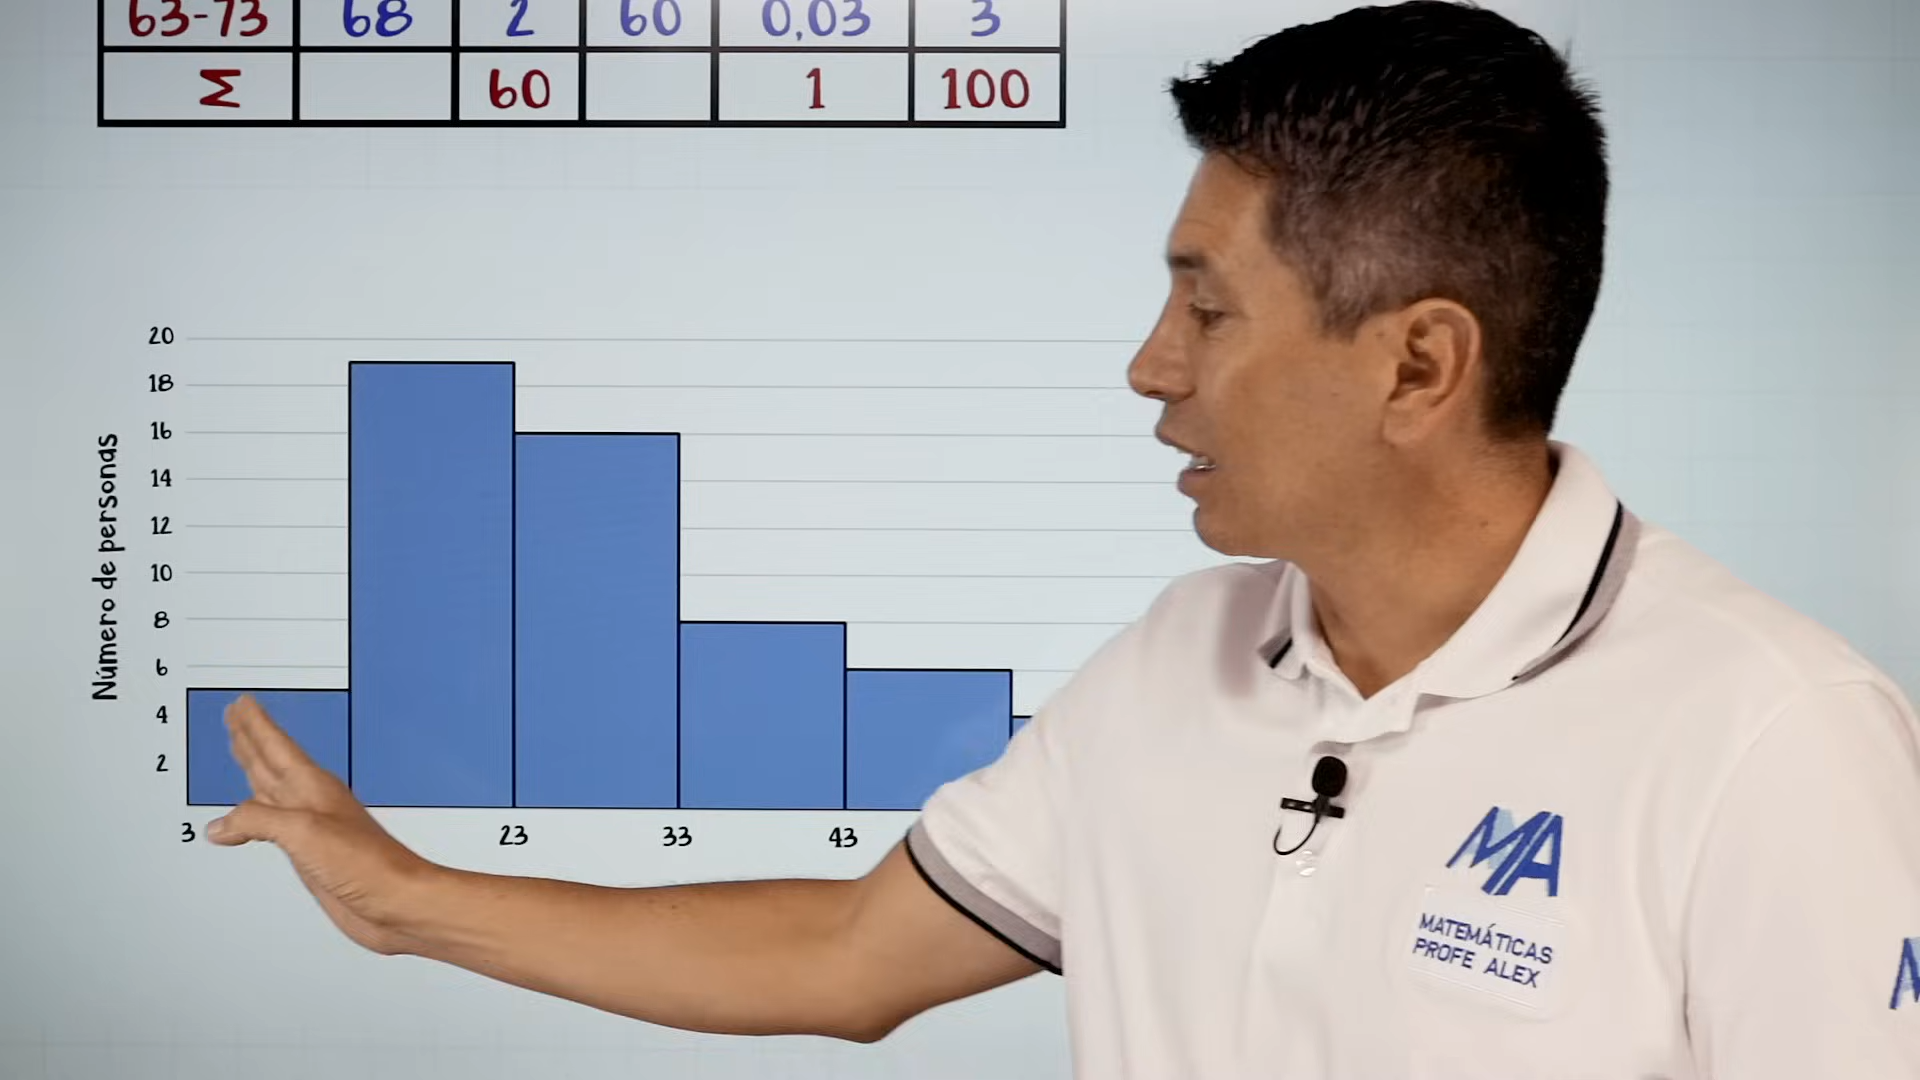 63-73 68 2 60 0,03 3
Σ 60 1 100
Número de personas
20
18
16
14
12
10
8
6
4
2
3 23 33 43
MA
MATEMÁTICAS
PROFE ALEX